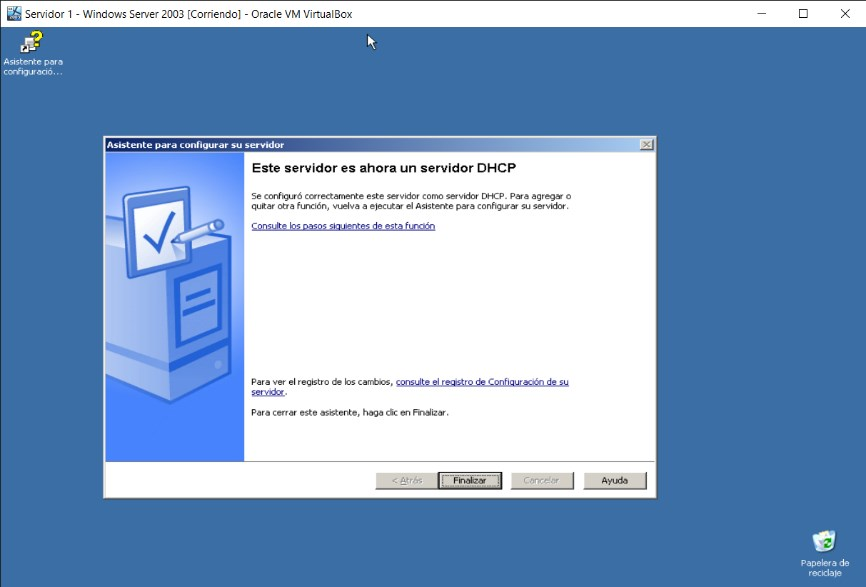 Servidor 1 - Windows Server 2003 [Corriendo] - Oracle VM VirtualBox
Asistente para
configuració...
Asistente para configurar su servidor
Este servidor es ahora un servidor DHCP
Se configuró correctamente este servidor como servidor DHCP. Para agregar o
quitar otra función, vuelva a ejecutar el Asistente para configurar su servidor.
Consulte los pasos siguientes de esta función
Para ver el registro de los cambios, consulte el registro de Configuración de su
servidor.
Para cerrar este asistente, haga clic en Finalizar.
< Atrás
Finalizar
Cancelar
Ayuda
Papelera de
reciclaje